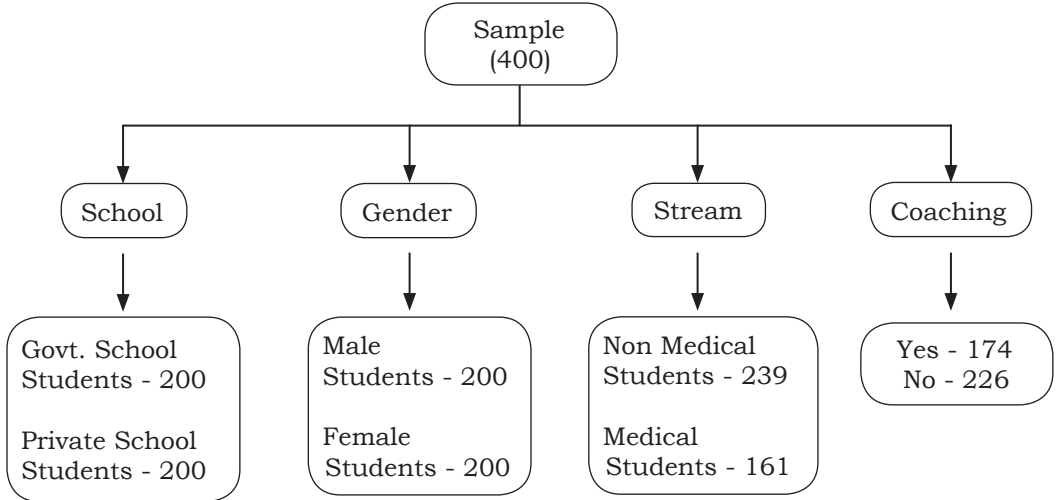 Sample
(400)
School
Gender
Stream
Coaching
Govt. School
Students - 200
Private School
Students - 200
Male
Students - 200
Female
Students - 200
Non Medical
Students - 239
Medical
Students - 161
Yes - 174
No - 226